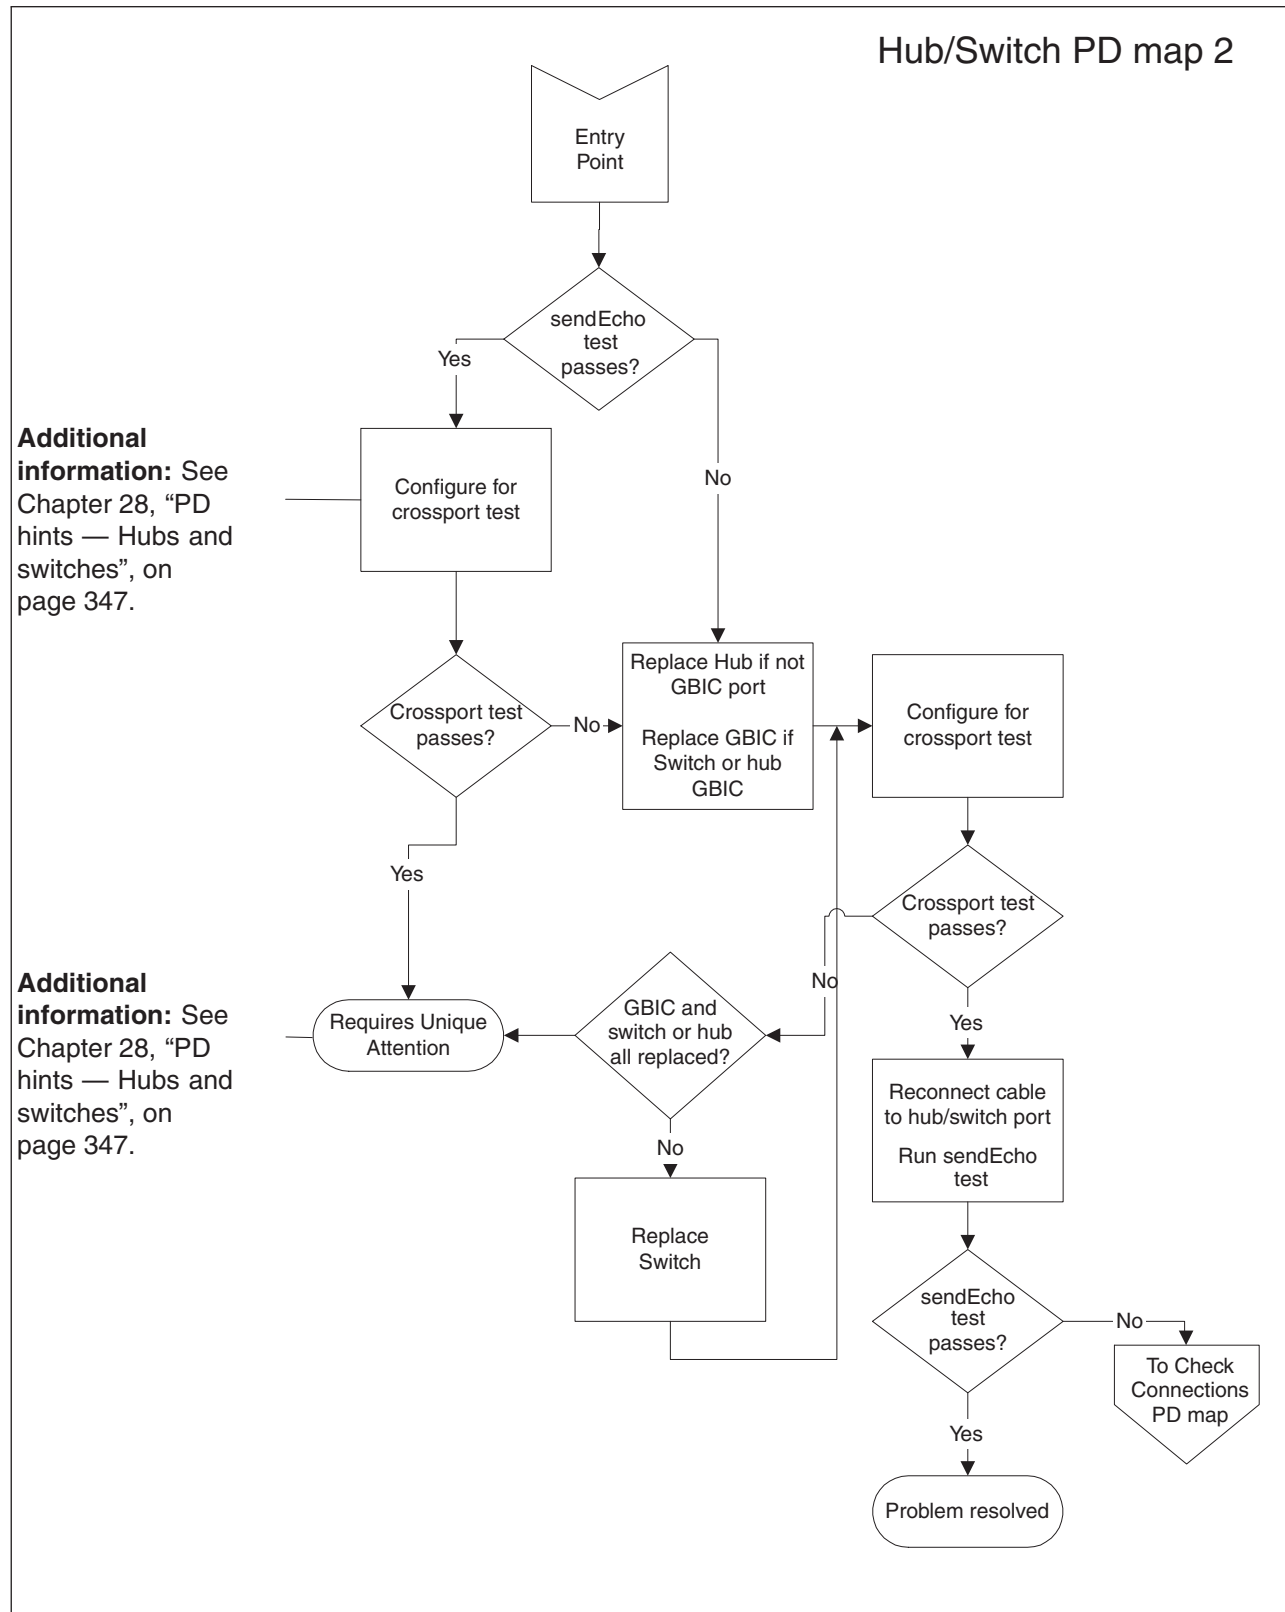 Hub/Switch PD map 2
Entry
Point
sendEcho
test
passes?
Yes
No
Additional
information: See
Chapter 28, “PD
hints — Hubs and
switches”, on
page 347.
Configure for
crossport test
Crossport test
passes?
No
Yes
Replace Hub if not
GBIC port
Replace GBIC if
Switch or hub
GBIC
Configure for
crossport test
Crossport test
passes?
No
Yes
Additional
information: See
Chapter 28, “PD
hints — Hubs and
switches”, on
page 347.
Requires Unique
Attention
GBIC and
switch or hub
all replaced?
No
Replace
Switch
Reconnect cable
to hub/switch port
Run sendEcho
test
sendEcho
test
passes?
No
To Check
Connections
PD map
Yes
Problem resolved